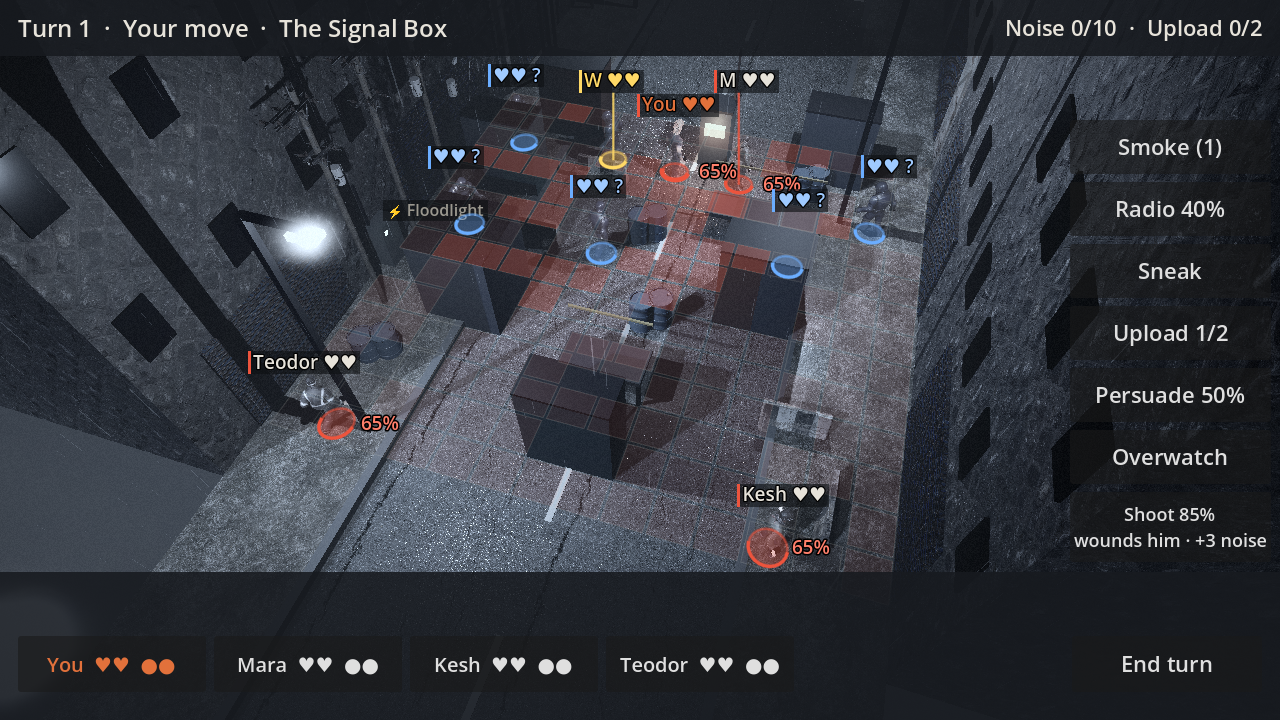 Turn 1 · Your move · The Signal Box
Noise 0/10 · Upload 0/2
♥♥ ?
W ♥♥
M ♥♥
You ♥♥
♥♥ ?
♥♥ ?
65%
65%
♥♥ ?
♥♥ ?
⚡ Floodlight
Teodor ♥♥
65%
Kesh ♥♥
65%
Smoke (1)
Radio 40%
Sneak
Upload 1/2
Persuade 50%
Overwatch
Shoot 85%
wounds him · +3 noise
You ♥♥ ●●
Mara ♥♥ ●●
Kesh ♥♥ ●●
Teodor ♥♥ ●●
End turn